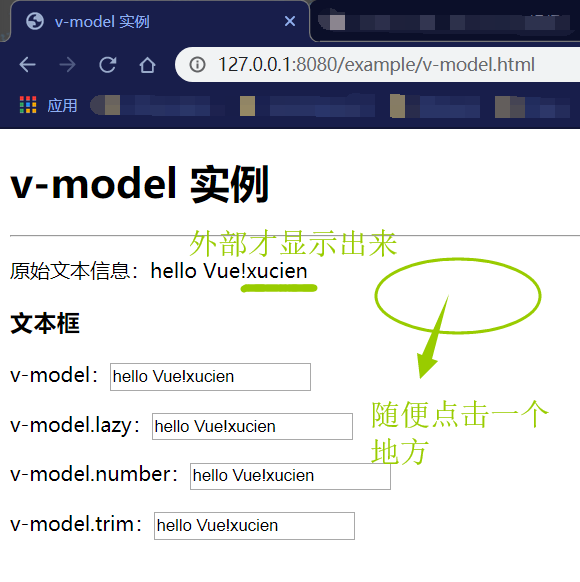 v-model 实例
127.0.0.1:8080/example/v-model.html
应用
v-model 实例
外部才显示出来
原始文本信息：hello Vue!xucien
文本框
v-model：hello Vue!xucien
v-model.lazy：hello Vue!xucien
随便点击一个
地方
v-model.number：hello Vue!xucien
v-model.trim：hello Vue!xucien